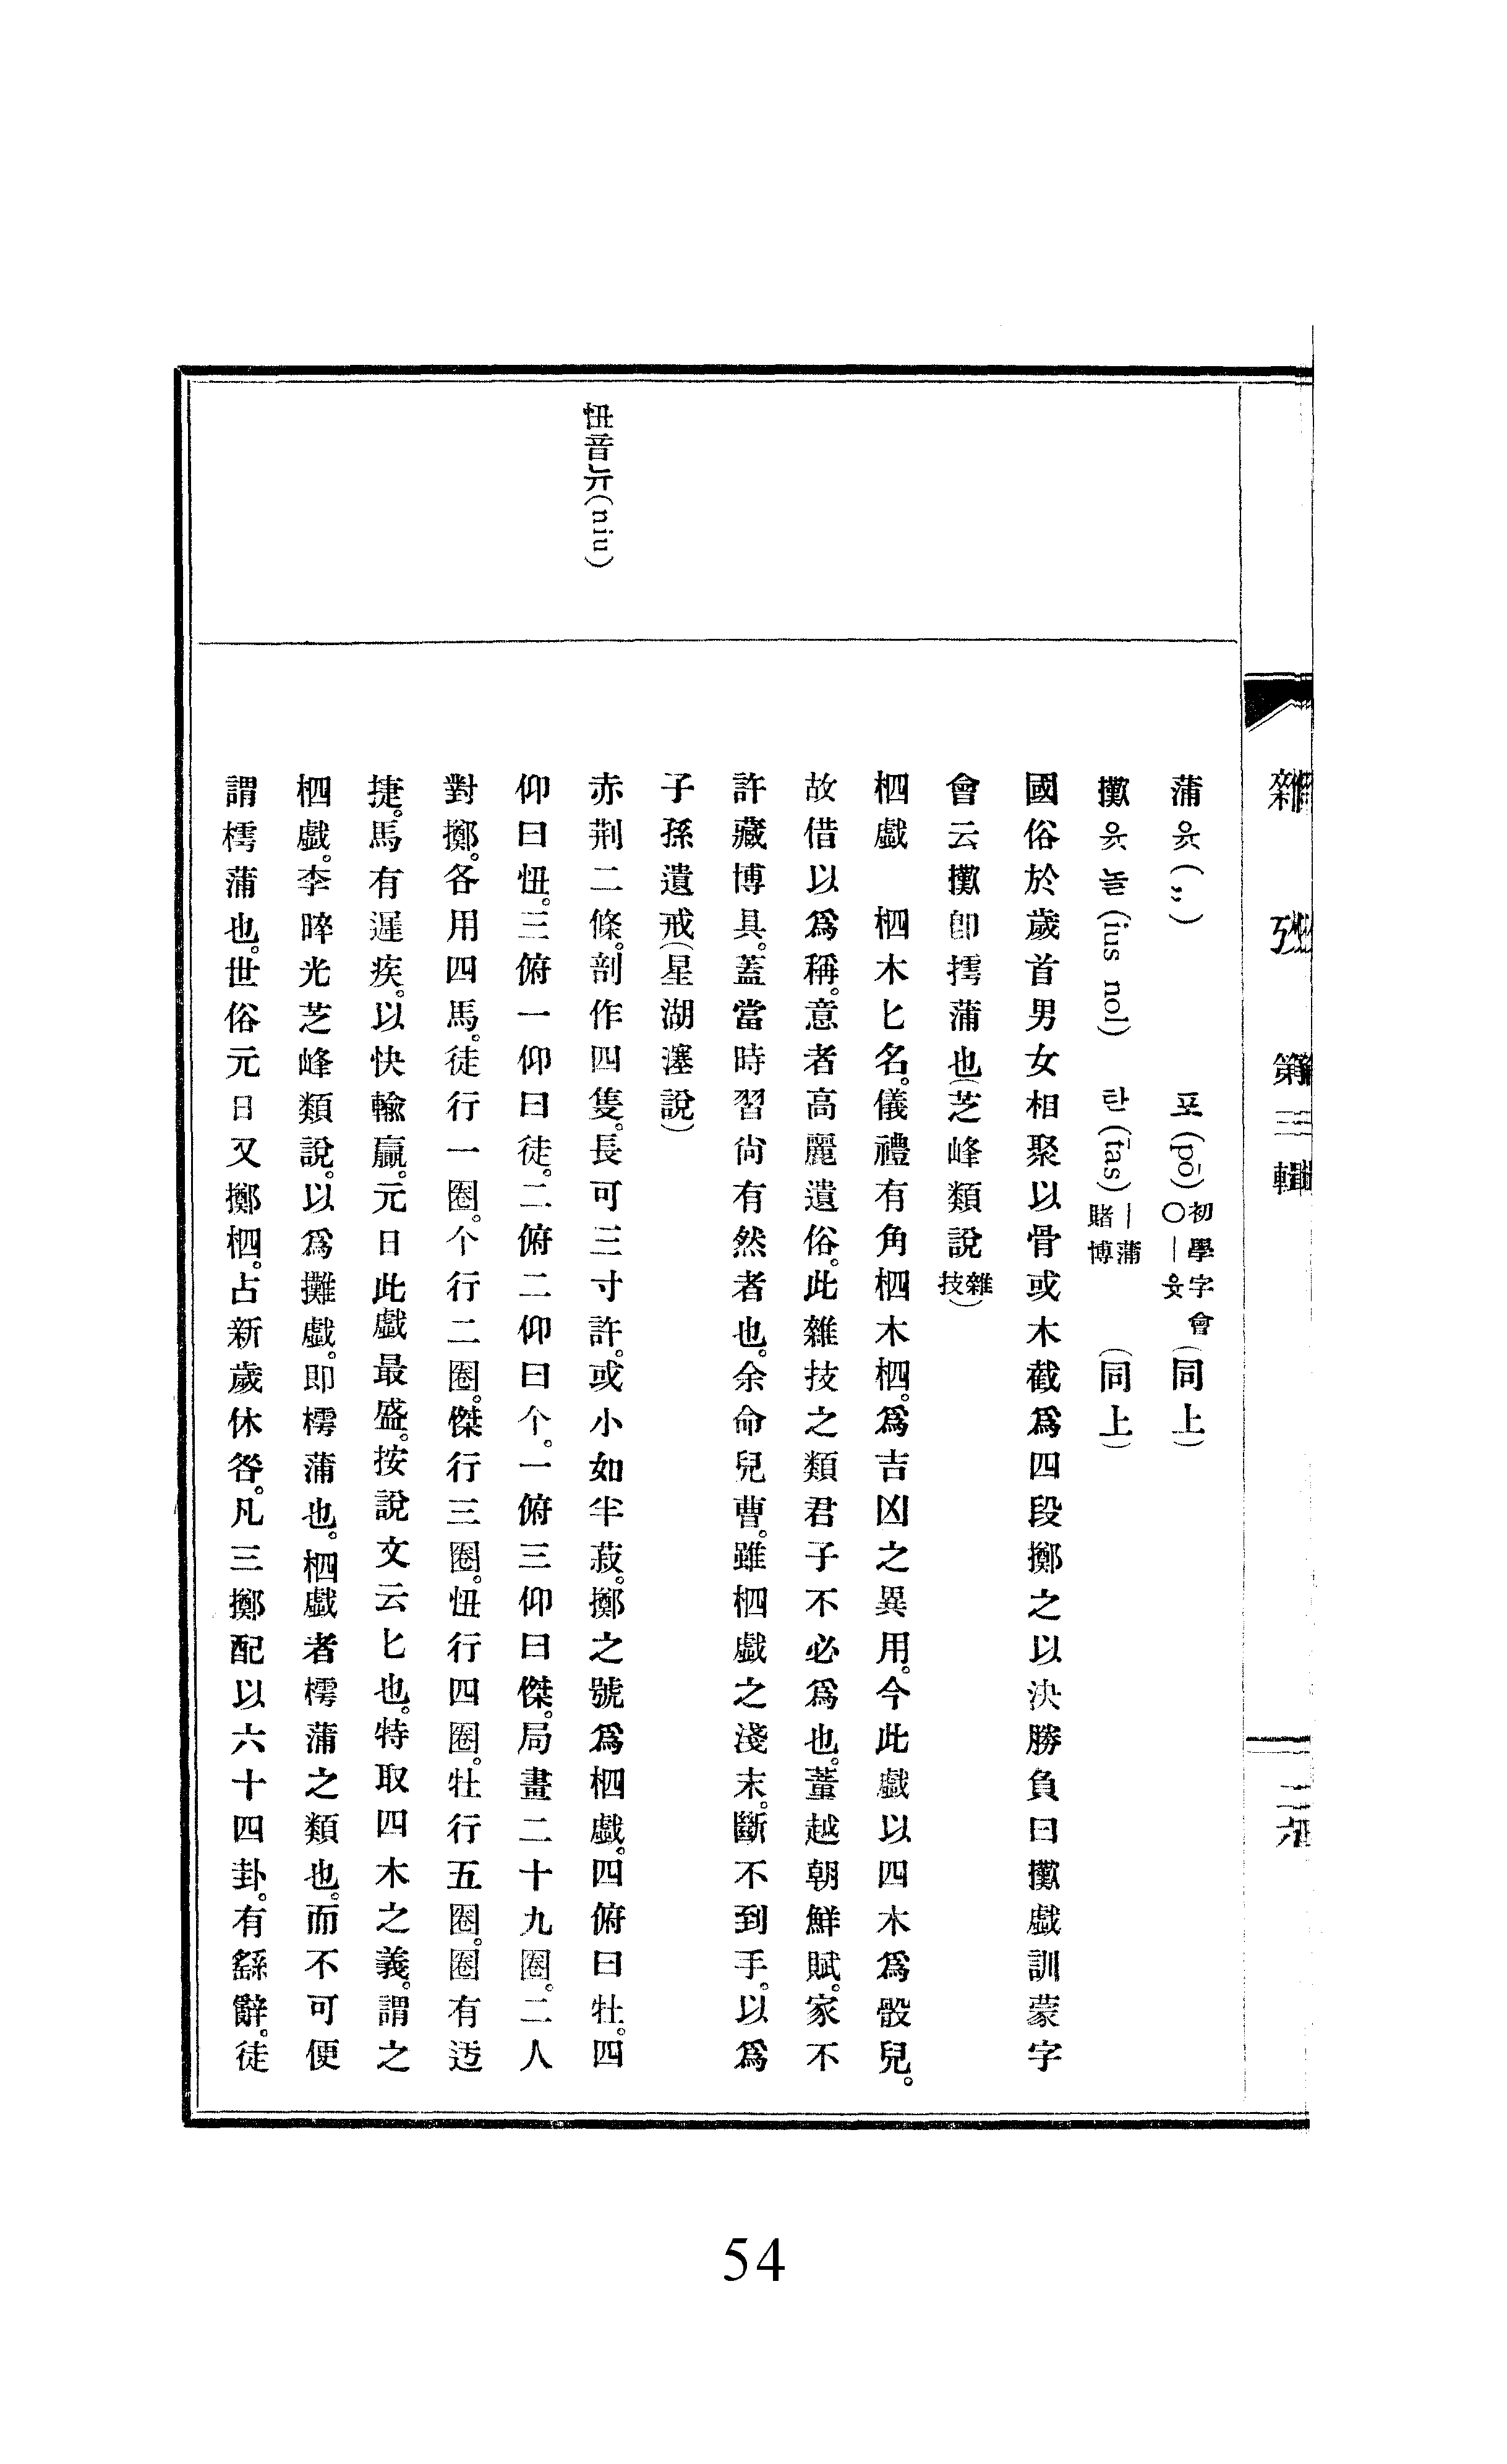 雜攷 第三輯
二六
蒲 욧(〃) 포(pō) 初學字會 〇｜윳 (同上)
攤 욧놀(ius nol) 탄(tas) ｜蒲賭博 (同上)
國俗於歲首男女相聚以骨或木截爲四段擲之以決勝負曰攤戲訓蒙字
會云攤卽摴蒲也(芝峰類說 雜技)
柶戲 柶木匕名。儀禮有角柶木柶。爲吉凶之異用。今此戲以四木爲骰兒。
故借以爲稱。意者高麗遺俗。此雜技之類君子不必爲也。董越朝鮮賦。家不
許藏博具。蓋當時習尙有然者也。余命兒曹。雖柶戲之淺末。斷不到手。以爲
子孫遺戒(星湖僿說)
忸音뉴(niu)
赤荆二條。剖作四隻。長可三寸許。或小如半菽。擲之號爲柶戲。四俯曰牡。四
仰曰忸。三俯一仰曰徒。二俯二仰曰个。一俯三仰曰傑。局畫二十九圈。二人
對擲。各用四馬。徒行一圈。个行二圈。傑行三圈。忸行四圈。牡行五圈。圈有迃
捷。馬有遲疾。以快輸贏。元日此戲最盛。按說文云匕也。特取四木之義。謂之
柶戲。李晬光芝峰類說。以爲攤戲。卽樗蒲也。柶戲者樗蒲之類也。而不可便
謂樗蒲也。世俗元日又擲柶。占新歲休咎。凡三擲配以六十四卦。有繇辭。徒
54